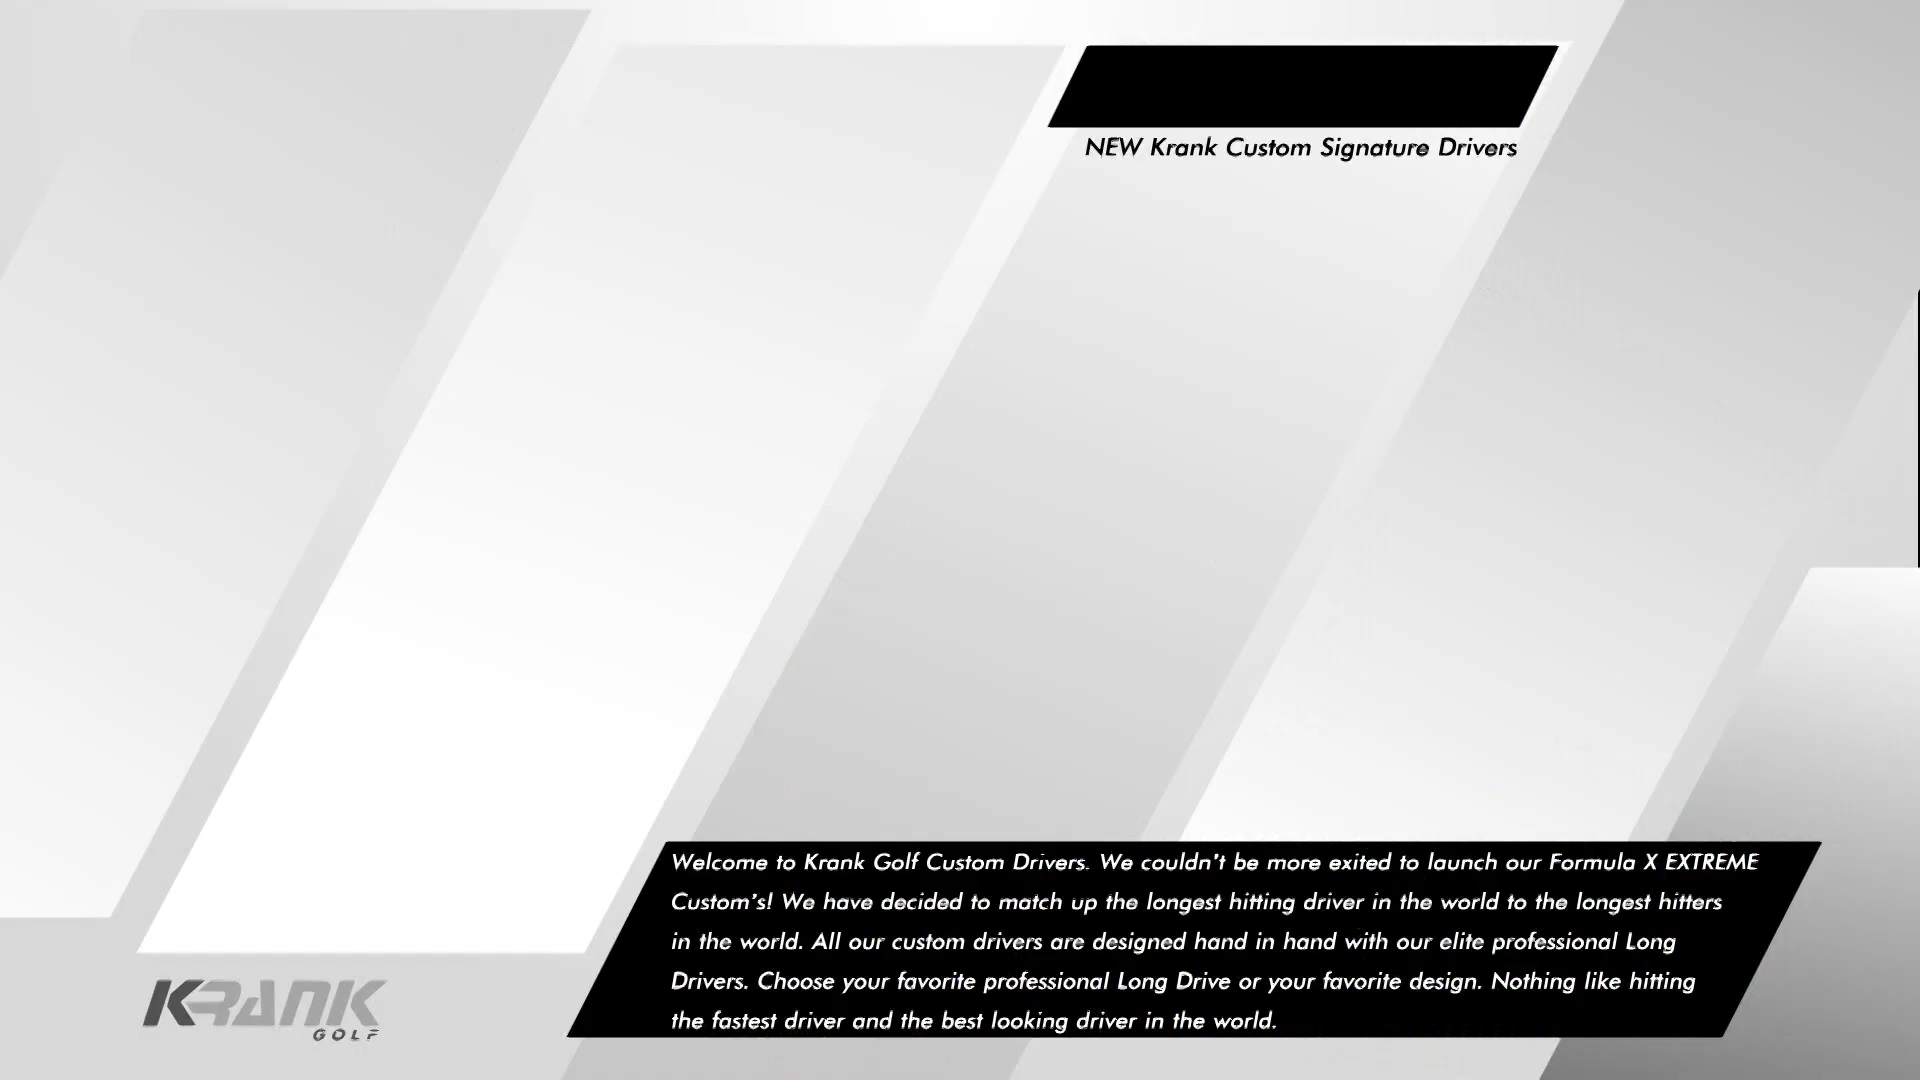 NEW Krank Custom Signature Drivers
Welcome to Krank Golf Custom Drivers. We couldn't be more exited to launch our Formula X EXTREME
Custom's! We have decided to match up the longest hitting driver in the world to the longest hitters
in the world. All our custom drivers are designed hand in hand with our elite professional Long
Drivers. Choose your favorite professional Long Drive or your favorite design. Nothing like hitting
the fastest driver and the best looking driver in the world.
KRANK
GOLF